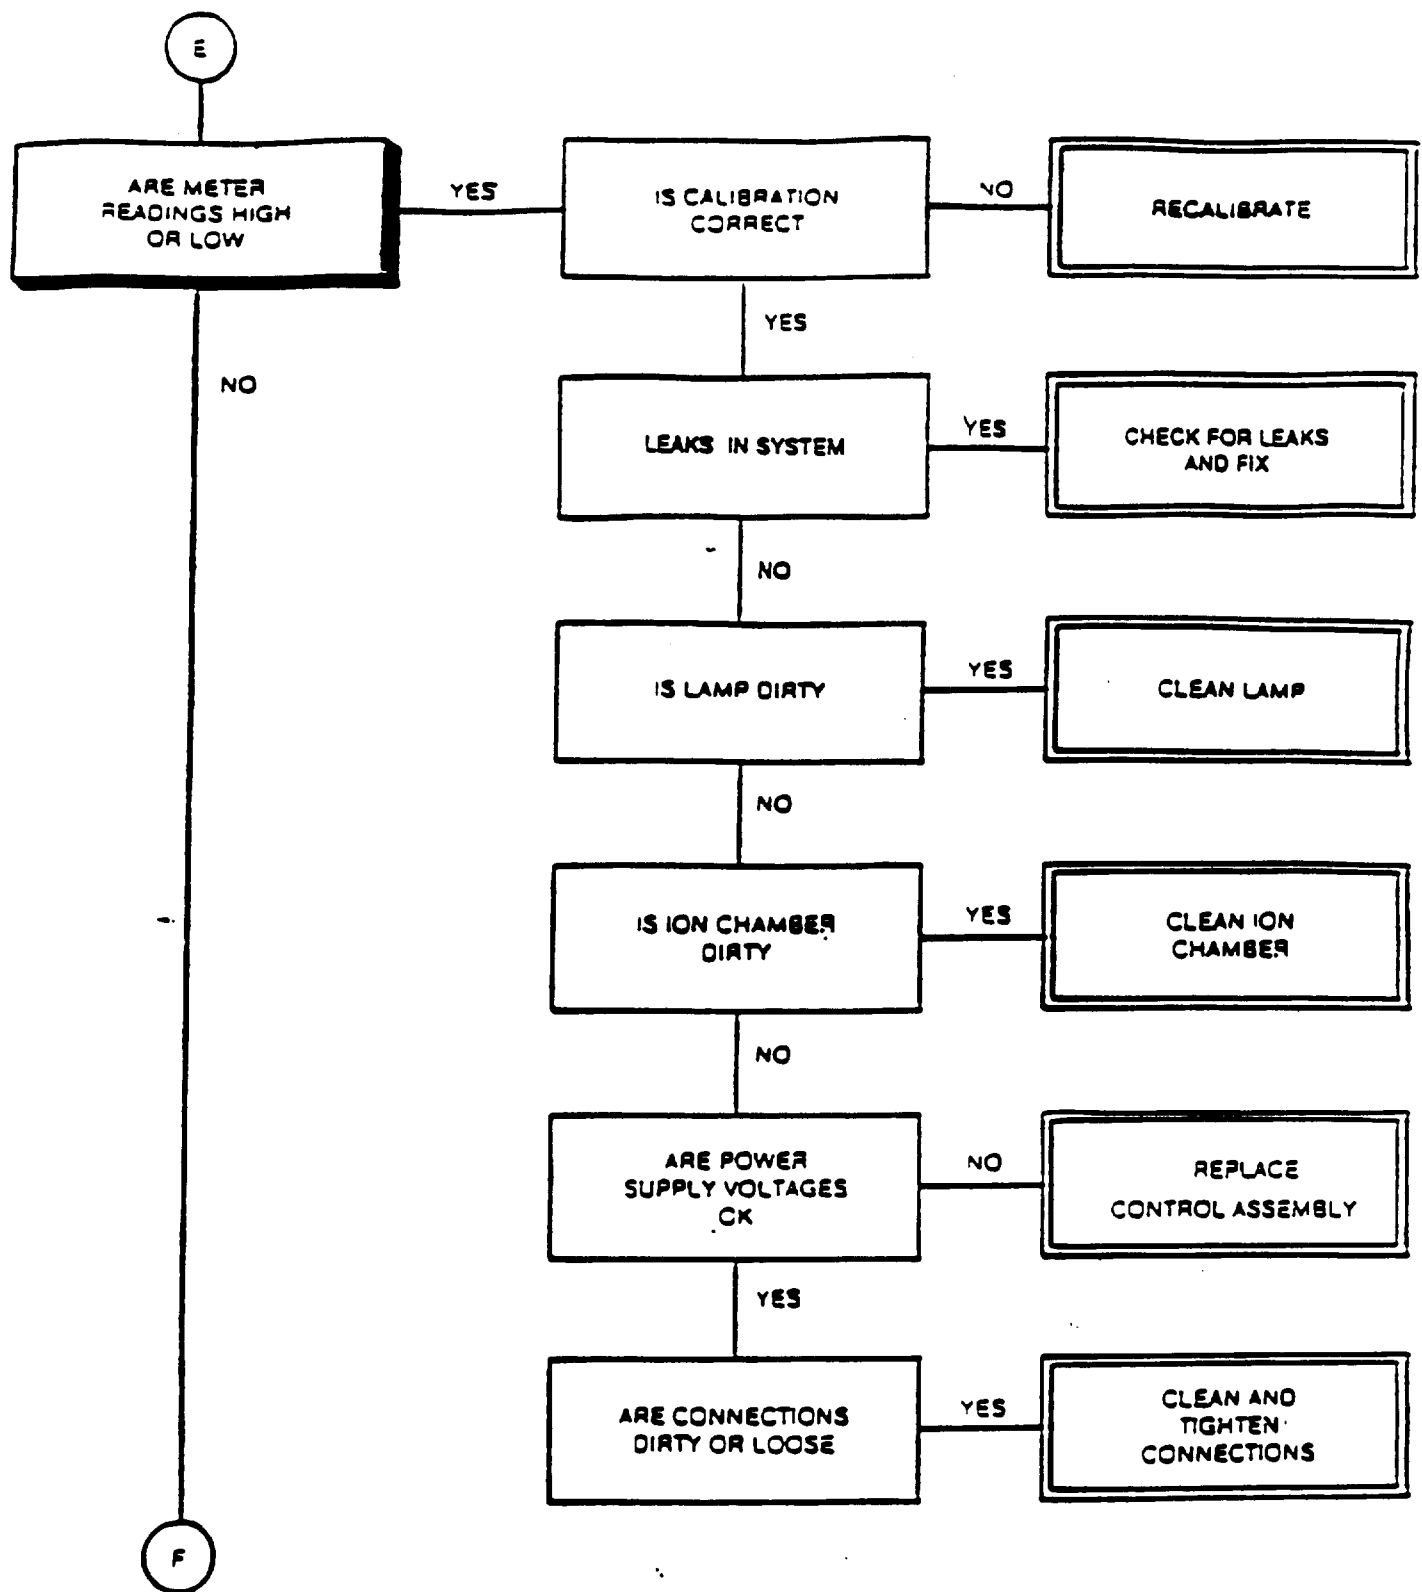 E
ARE METER
READINGS HIGH
OR LOW
YES
IS CALIBRATION
CORRECT
NO
RECALIBRATE
YES
NO
LEAKS IN SYSTEM
YES
CHECK FOR LEAKS
AND FIX
NO
IS LAMP DIRTY
YES
CLEAN LAMP
NO
IS ION CHAMBER
DIRTY
YES
CLEAN ION
CHAMBER
NO
ARE POWER
SUPPLY VOLTAGES
OK
NO
REPLACE
CONTROL ASSEMBLY
YES
ARE CONNECTIONS
DIRTY OR LOOSE
YES
CLEAN AND
TIGHTEN
CONNECTIONS
F